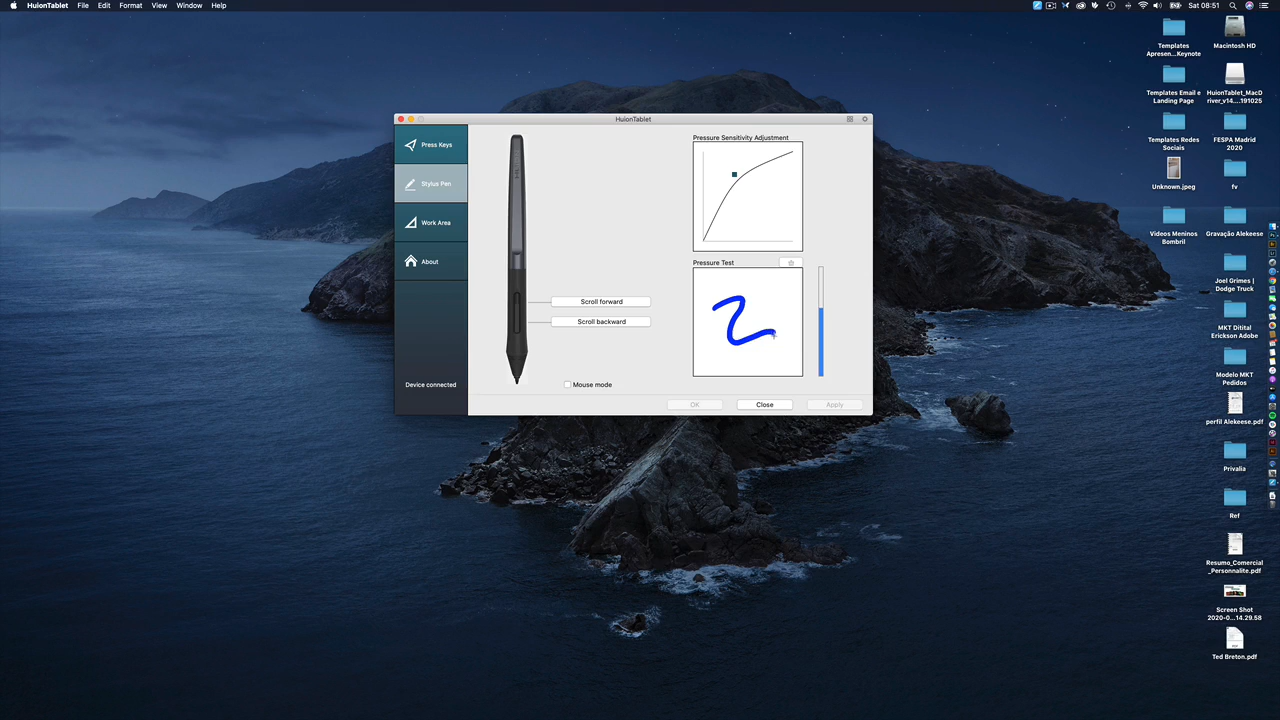 HuionTablet File Edit Format View Window Help
Sat 08:51
HuionTablet
Press Keys
Stylus Pen
Work Area
About
Device connected
Scroll forward
Scroll backward
Mouse mode
Pressure Sensitivity Adjustment
Pressure Test
OK
Close
Apply
Templates
Apresen...Keynote
Macintosh HD
Templates Email e
Landing Page
HuionTablet_MacD
river_v14....191025
Templates Redes
Sociais
FESPA Madrid
2020
Unknown.jpeg
fv
Videos Meninos
Bombril
Gravação Alekeese
Joel Grimes |
Dodge Truck
MKT Ditital
Erickson Adobe
Modelo MKT
Pedidos
perfil Alekeese.pdf
Privalia
Ref
Resumo_Comercial
_Personnalite.pdf
Screen Shot
2020-0...14.29.58
Ted Breton.pdf